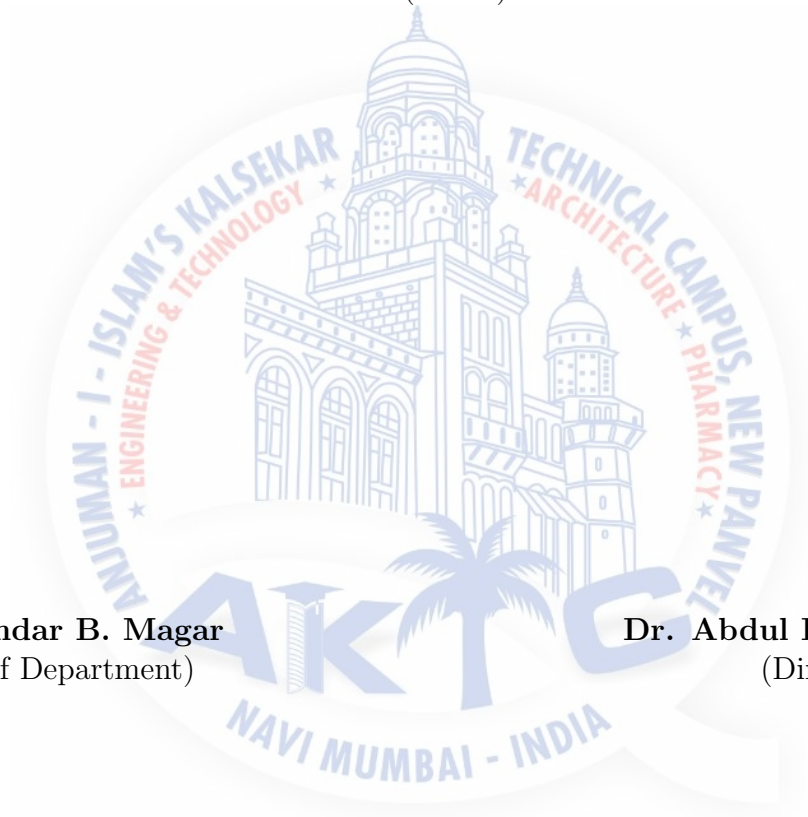 ANJUMAN - I - ISLAM'S KALSEKAR TECHNICAL CAMPUS, NEW PANVEL
★ ENGINEERING & TECHNOLOGY ★
★ ARCHITECTURE ★ PHARMACY ★
AKTC
ndar B. Magar Dr. Abdul
f Department) (Di
NAVI MUMBAI - INDIA